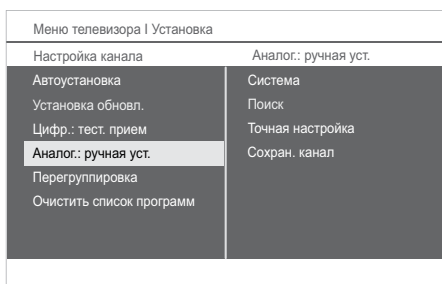 Меню телевизора I Установка
Настройка канала
Автоустановка
Установка обновл.
Цифр.: тест. прием
Аналог.: ручная уст.
Перегруппировка
Очистить список программ
Аналог.: ручная уст.
Система
Поиск
Точная настройка
Сохран. канал